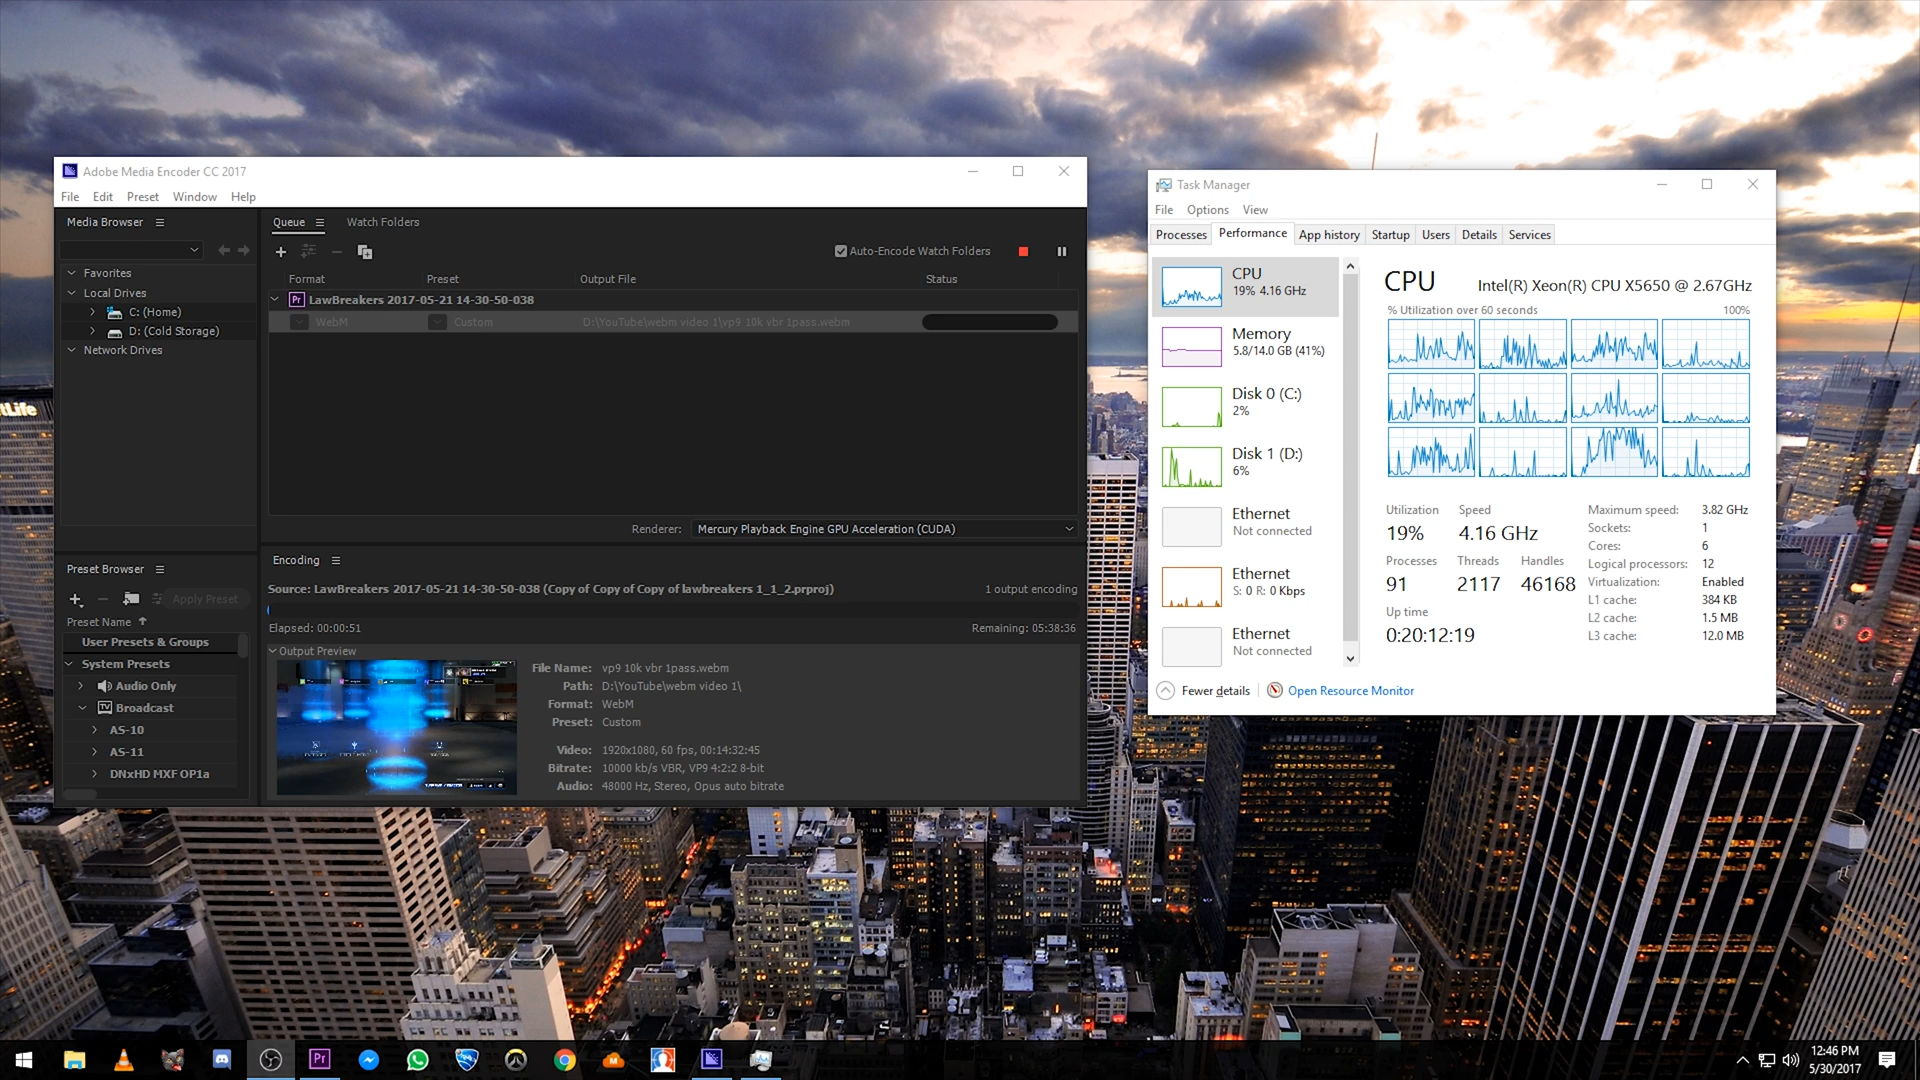 Adobe Media Encoder CC 2017
File Edit Preset Window Help
Media Browser
Favorites
Local Drives
C: (Home)
D: (Cold Storage)
Network Drives
Queue Watch Folders
Auto-Encode Watch Folders
Format Preset Output File Status
Pr LawBreakers 2017-05-21 14-30-50-038
WebM Custom D:\YouTube\webm video 1\vp9 10k vbr 1pass.webm
Renderer: Mercury Playback Engine GPU Acceleration (CUDA)
Preset Browser
Apply Preset
Preset Name
User Presets & Groups
System Presets
Audio Only
TV Broadcast
AS-10
AS-11
DNxHD MXF OP1a
Encoding
Source: LawBreakers 2017-05-21 14-30-50-038 (Copy of Copy of Copy of lawbreakers 1_1_2.prproj) 1 output encoding
Elapsed: 00:00:51 Remaining: 05:38:36
Output Preview
File Name: vp9 10k vbr 1pass.webm
Path: D:\YouTube\webm video 1\
Format: WebM
Preset: Custom
Video: 1920x1080, 60 fps, 00:14:32:45
Bitrate: 10000 kb/s VBR, VP9 4:2:2 8-bit
Audio: 48000 Hz, Stereo, Opus auto bitrate
Task Manager
File Options View
Processes Performance App history Startup Users Details Services
CPU
19% 4.16 GHz
Memory
5.8/14.0 GB (41%)
Disk 0 (C:)
2%
Disk 1 (D:)
6%
Ethernet
Not connected
Ethernet
S: 0 R: 0 Kbps
Ethernet
Not connected
CPU Intel(R) Xeon(R) CPU X5650 @ 2.67GHz
% Utilization over 60 seconds 100%
Utilization Speed
19% 4.16 GHz
Processes Threads Handles
91 2117 46168
Up time
0:20:12:19
Maximum speed: 3.82 GHz
Sockets: 1
Cores: 6
Logical processors: 12
Virtualization: Enabled
L1 cache: 384 KB
L2 cache: 1.5 MB
L3 cache: 12.0 MB
Fewer details Open Resource Monitor
tLife
Pr
12:46 PM
5/30/2017